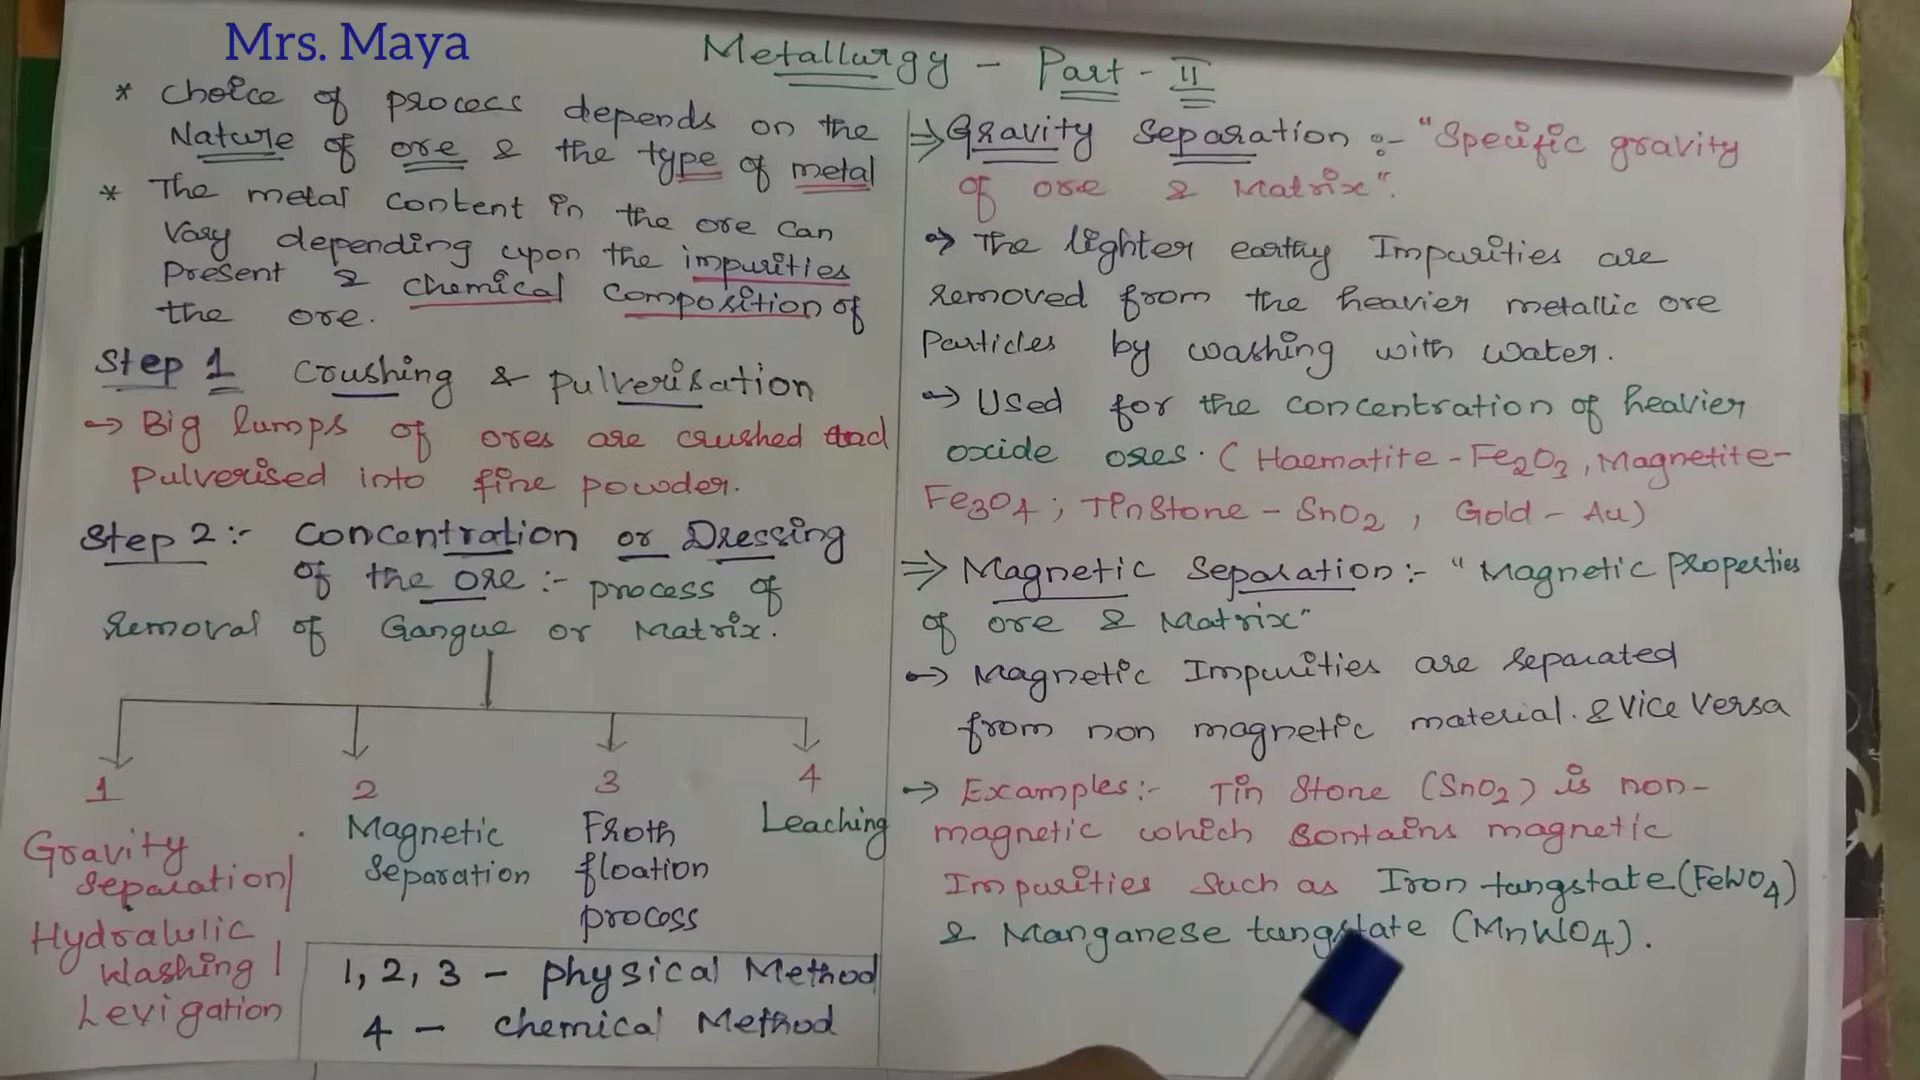 Mrs. Maya
Metallurgy - Part - II
* Choice of process depends on the
Nature of ore & the type of metal
* The metal content in the ore can
vary depending upon the impurities
present & chemical composition of
the ore.
Step 1 Crushing & pulverisation
→ Big lumps of ores are crushed and
pulverised into fine powder.
Step 2:- Concentration or Dressing
of the ore :- process of
removal of Gangue or Matrix.
1
Gravity
Separation/
Hydralulic
Washing/
Levigation
2
Magnetic
Separation
3
Froth
floation
process
4
Leaching
1, 2, 3 - physical Method
4 - chemical Method
⇒ Gravity Separation :- "Specific gravity
of ore & Matrix".
→ The lighter earthy Impurities are
removed from the heavier metallic ore
Particles by washing with water.
→ Used for the concentration of heavier
oxide ores. (Haematite - Fe2O3, Magnetite-
Fe3O4; TinStone - SnO2, Gold - Au)
⇒ Magnetic Separation :- "Magnetic Properties
of ore & Matrix"
→ Magnetic Impurities are separated
from non magnetic material. & Vice Versa
→ Examples:- Tin Stone (SnO2) is non-
magnetic which contains magnetic
Impurities such as Iron tangstate (FeWO4)
& Manganese tangstate (MnWO4).